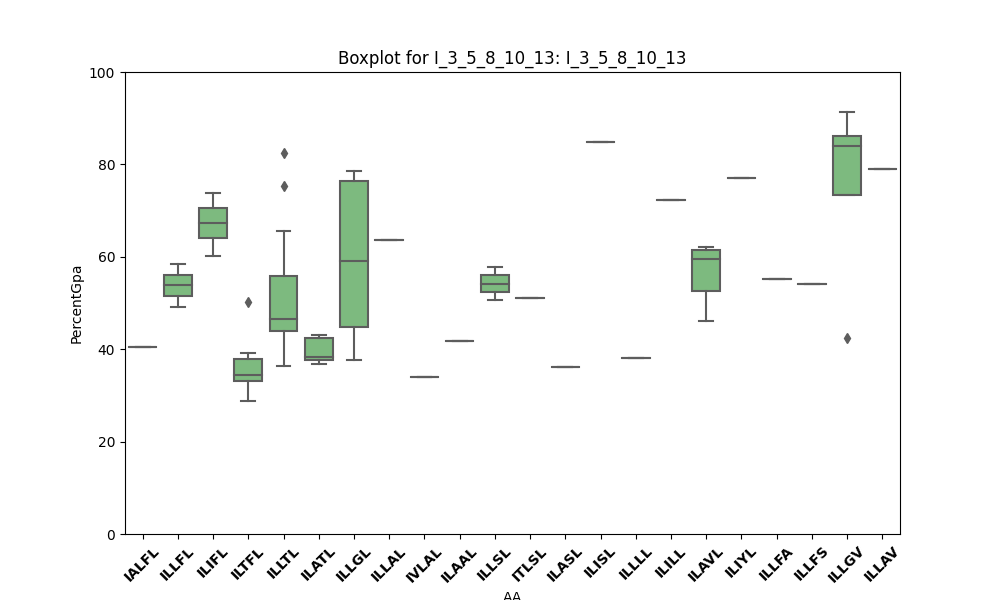 Boxplot for I_3_5_8_10_13: I_3_5_8_10_13
100
80
60
40
20
0
PercentGpa
IALFL ILLFL ILIFL ILTFL ILLTL ILATL ILLGL ILLAL IVLAL ILAAL ILLSL ITLSL ILASL ILISL ILLLL ILILL ILAVL ILIYL ILLFA ILLFS ILLGV ILLAV
AA